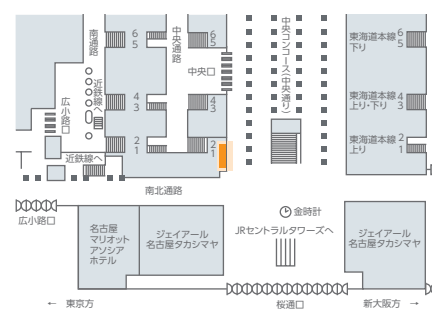 南通路
6
5
中央通路
6
5
中央コンコース(中央通り)
東海道本線
下り
6
5
中央口
近鉄線へ
広小路口
4
3
4
3
東海道本線
上り・下り
4
3
2
1
2
1
東海道本線
上り
2
1
近鉄線へ
南北通路
広小路口
金時計
名古屋
マリオット
アソシア
ホテル
ジェイアール
名古屋タカシマヤ
JRセントラルタワーズへ
ジェイアール
名古屋タカシマヤ
← 東京方
桜通口
新大阪方 →